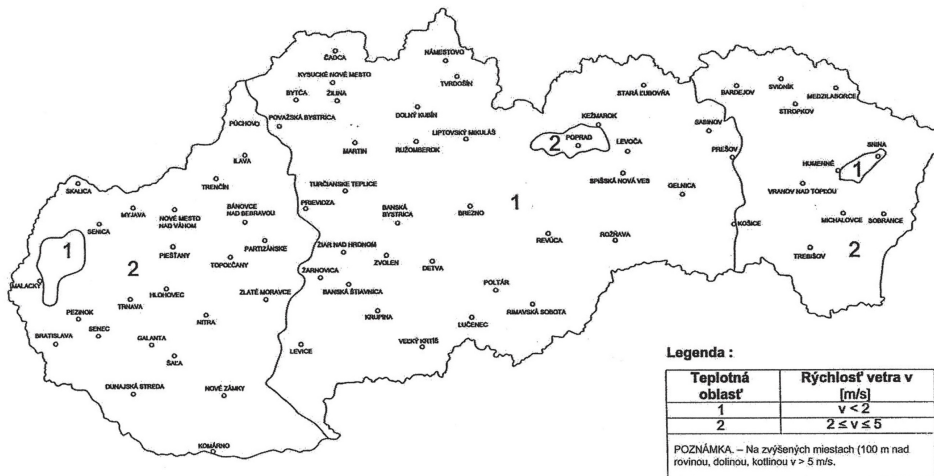 ČADCA
NÁMESTOVO
KYSUCKÉ NOVÉ MESTO
TVRDOŠÍN
BYTČA
ŽILINA
STARÁ ĽUBOVŇA
BARDEJOV
SVIDNÍK
MEDZILABORCE
STROPKOV
DOLNÝ KUBÍN
POVAŽSKÁ BYSTRICA
PÚCHOVO
KEŽMAROK
SABINOV
LIPTOVSKÝ MIKULÁŠ
MARTIN
RUŽOMBEROK
2
POPRAD
LEVOČA
PREŠOV
SNINA
HUMENNÉ
1
ILAVA
TRENČÍN
SPIŠSKÁ NOVÁ VES
VRANOV NAD TOPĽOU
SKALICA
TURČIANSKE TEPLICE
GELNICA
MYJAVA
NOVÉ MESTO
NAD VÁHOM
BÁNOVCE
NAD BEBRAVOU
PRIEVIDZA
BANSKÁ
BYSTRICA
BREZNO
1
MICHALOVCE
SOBRANCE
SENICA
KOŠICE
1
2
PIEŠŤANY
PARTIZÁNSKE
TOPOĽČANY
ŽIAR NAD HRONOM
ZVOLEN
DETVA
REVÚCA
ROŽŇAVA
TREBIŠOV
2
MALACKY
HLOHOVEC
ŽARNOVICA
BANSKÁ ŠTIAVNICA
POLTÁR
TRNAVA
ZLATÉ MORAVCE
PEZINOK
NITRA
KRUPINA
LUČENEC
RIMAVSKÁ SOBOTA
BRATISLAVA
SENEC
GALANTA
ŠAĽA
LEVICE
VEĽKÝ KRTÍŠ
DUNAJSKÁ STREDA
NOVÉ ZÁMKY
KOMÁRNO
Legenda :
Teplotná oblasť
Rýchlosť vetra v [m/s]
1 v < 2
2 2 ≤ v ≤ 5
POZNÁMKA. – Na zvýšených miestach (100 m nad
rovinou, dolinou, kotlinou v > 5 m/s.